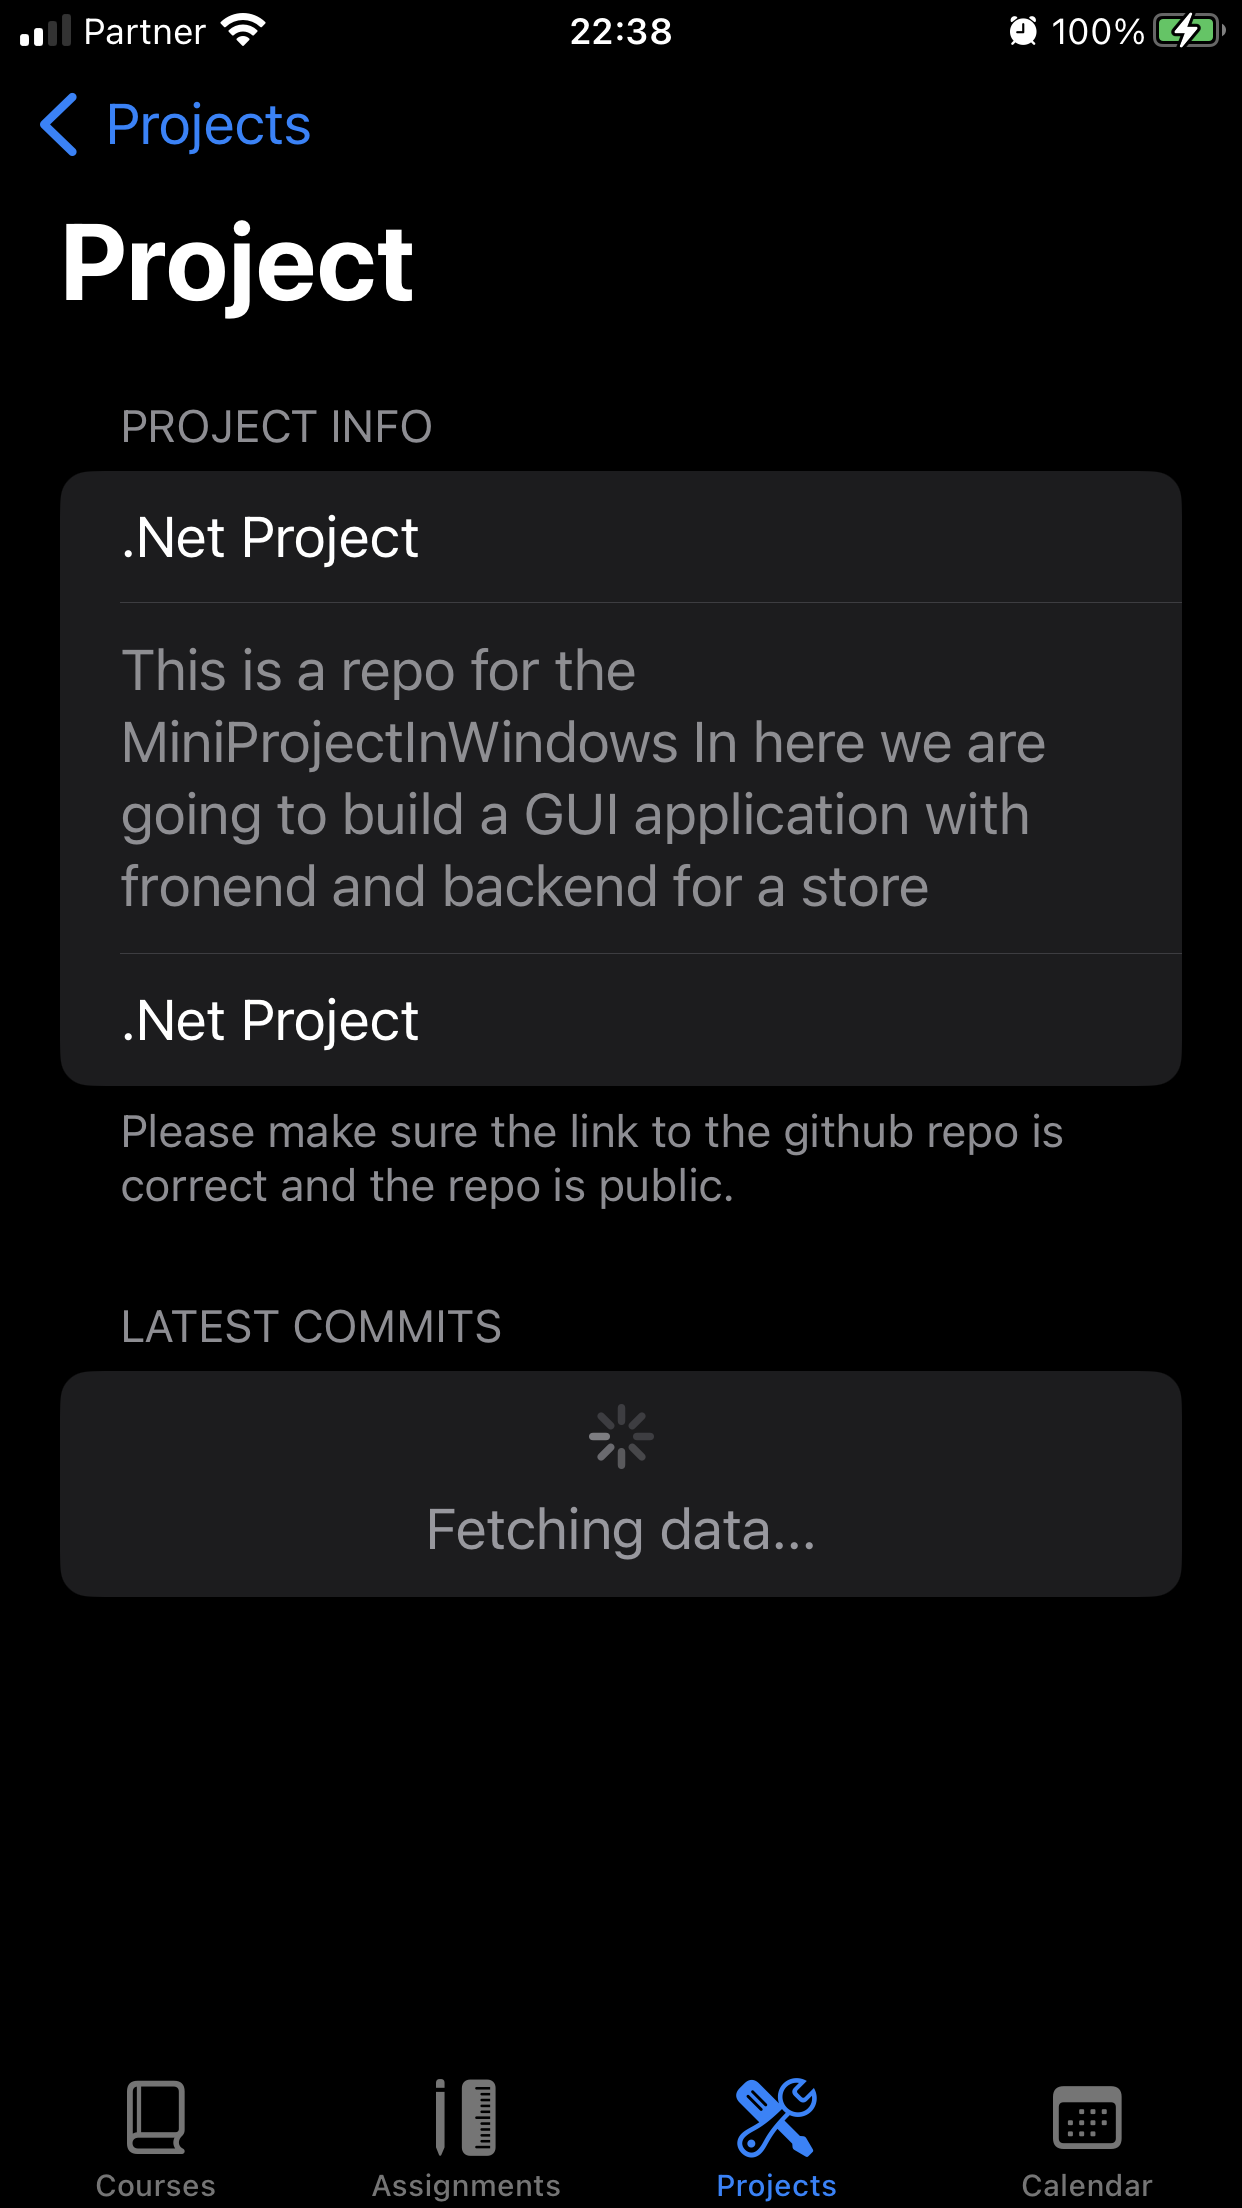 Partner 22:38 100%
Projects
Project
PROJECT INFO
.Net Project
This is a repo for the
MiniProjectInWindows In here we are
going to build a GUI application with
fronend and backend for a store
.Net Project
Please make sure the link to the github repo is
correct and the repo is public.
LATEST COMMITS
Fetching data...
Courses Assignments Projects Calendar